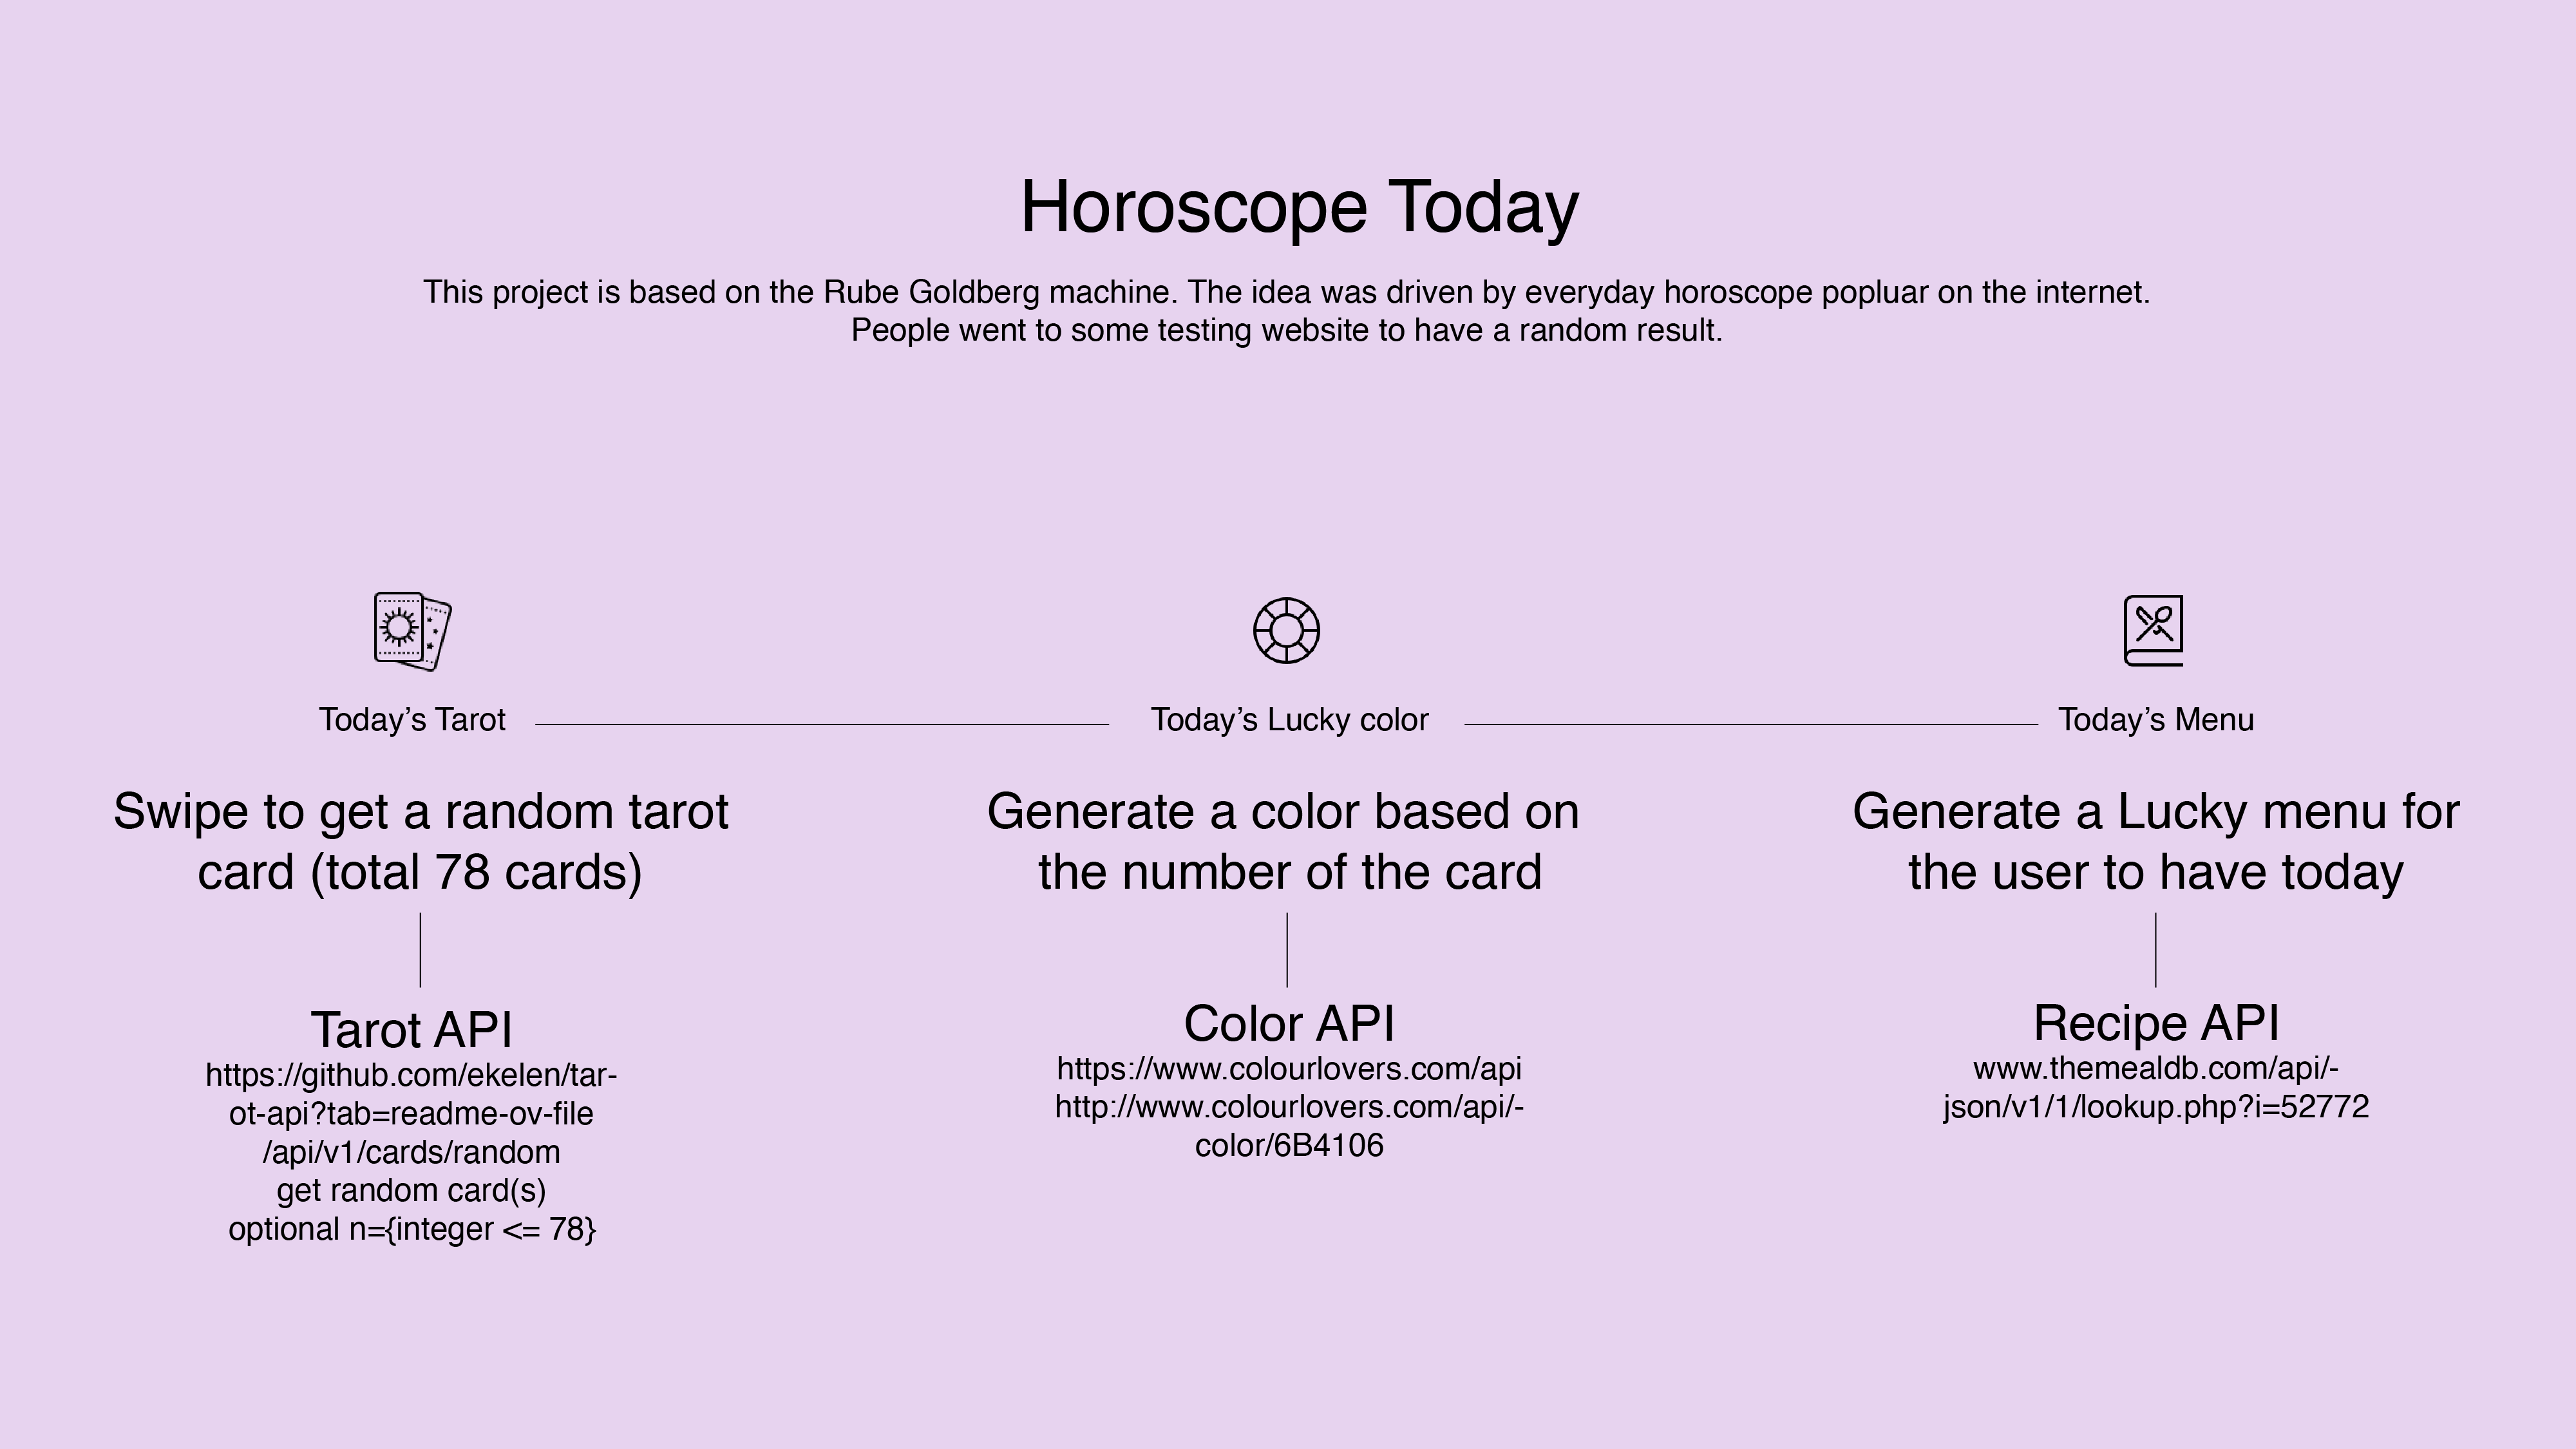 Horoscope Today
This project is based on the Rube Goldberg machine. The idea was driven by everyday horoscope popluar on the internet.
People went to some testing website to have a random result.
Today’s Tarot
Swipe to get a random tarot
card (total 78 cards)
Tarot API
https://github.com/ekelen/tar-
ot-api?tab=readme-ov-file
/api/v1/cards/random
get random card(s)
optional n={integer <= 78}
Today’s Lucky color
Generate a color based on
the number of the card
Color API
https://www.colourlovers.com/api
http://www.colourlovers.com/api/-
color/6B4106
Today’s Menu
Generate a Lucky menu for
the user to have today
Recipe API
www.themealdb.com/api/-
json/v1/1/lookup.php?i=52772